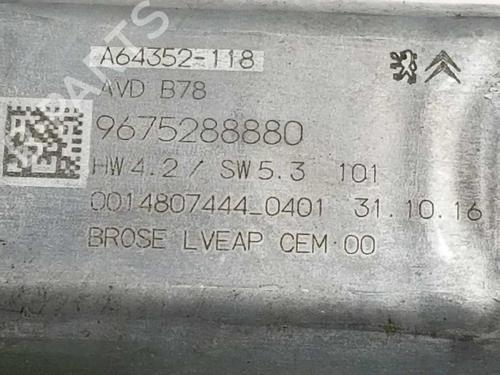 A64352-118
AVD B78
9675288880
HW4.2/ SW5.3 101
0014807444_0401 31.10.16
BROSE LVEAP CEM:00